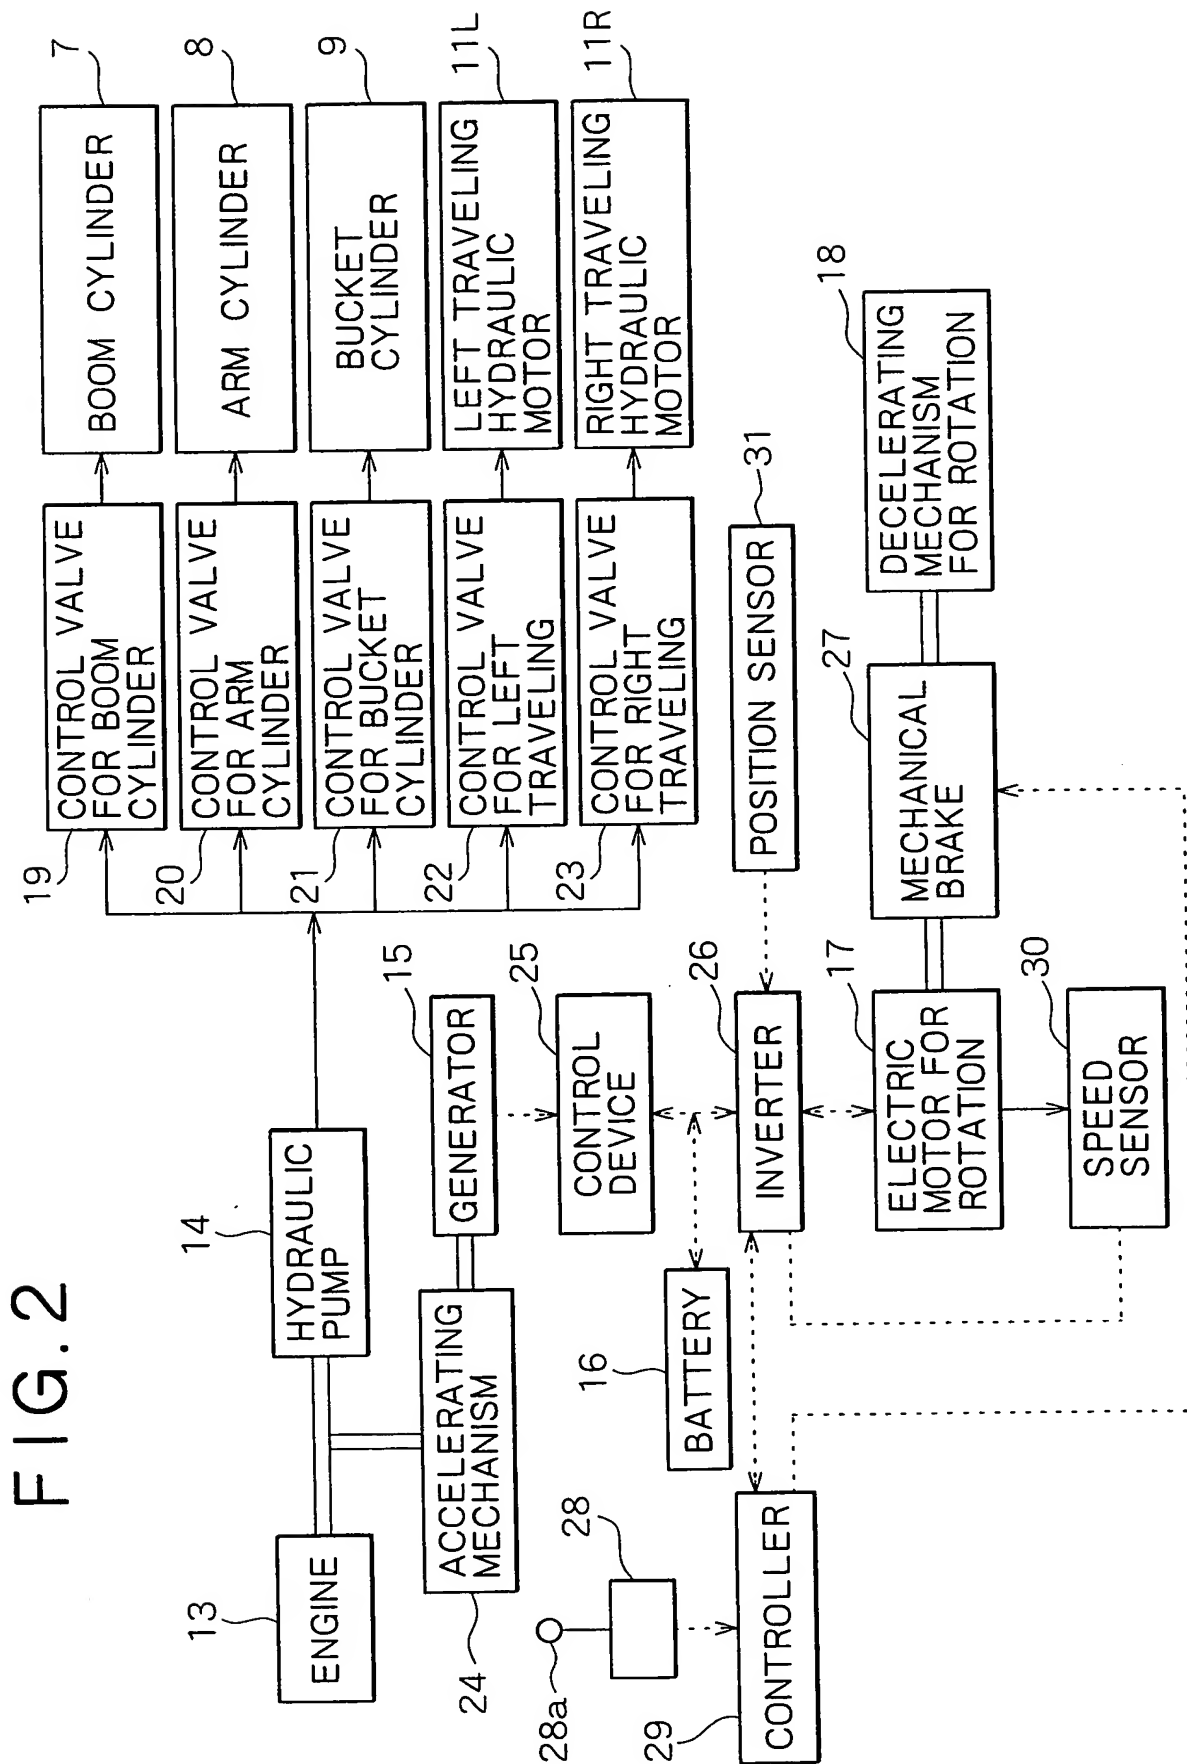 FIG.2
7
BOOM CYLINDER
8
ARM CYLINDER
9
BUCKET
CYLINDER
11L
LEFT TRAVELING
HYDRAULIC
MOTOR
11R
RIGHT TRAVELING
HYDRAULIC
MOTOR
19
CONTROL VALVE
FOR BOOM
CYLINDER
20
CONTROL VALVE
FOR ARM
CYLINDER
21
CONTROL VALVE
FOR BUCKET
CYLINDER
22
CONTROL VALVE
FOR LEFT
TRAVELING
23
CONTROL VALVE
FOR RIGHT
TRAVELING
13
ENGINE
14
HYDRAULIC
PUMP
24
ACCELERATING
MECHANISM
15
GENERATOR
25
CONTROL
DEVICE
16
BATTERY
26
INVERTER
31
POSITION SENSOR
28a
28
29
CONTROLLER
17
ELECTRIC
MOTOR FOR
ROTATION
27
MECHANICAL
BRAKE
18
DECELERATING
MECHANISM
FOR ROTATION
30
SPEED
SENSOR